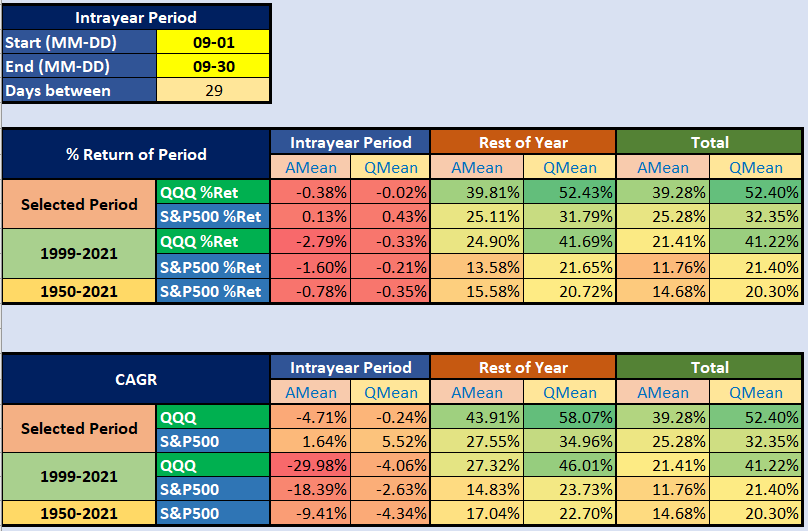 Intrayear Period
Start (MM-DD) 09-01
End (MM-DD) 09-30
Days between 29
% Return of Period Intrayear Period Rest of Year Total
AMean QMean AMean QMean AMean QMean
Selected Period QQQ %Ret -0.38% -0.02% 39.81% 52.43% 39.28% 52.40%
S&P500 %Ret 0.13% 0.43% 25.11% 31.79% 25.28% 32.35%
1999-2021 QQQ %Ret -2.79% -0.33% 24.90% 41.69% 21.41% 41.22%
S&P500 %Ret -1.60% -0.21% 13.58% 21.65% 11.76% 21.40%
1950-2021 S&P500 %Ret -0.78% -0.35% 15.58% 20.72% 14.68% 20.30%
CAGR Intrayear Period Rest of Year Total
AMean QMean AMean QMean AMean QMean
Selected Period QQQ -4.71% -0.24% 43.91% 58.07% 39.28% 52.40%
S&P500 1.64% 5.52% 27.55% 34.96% 25.28% 32.35%
1999-2021 QQQ -29.98% -4.06% 27.32% 46.01% 21.41% 41.22%
S&P500 -18.39% -2.63% 14.83% 23.73% 11.76% 21.40%
1950-2021 S&P500 -9.41% -4.34% 17.04% 22.70% 14.68% 20.30%